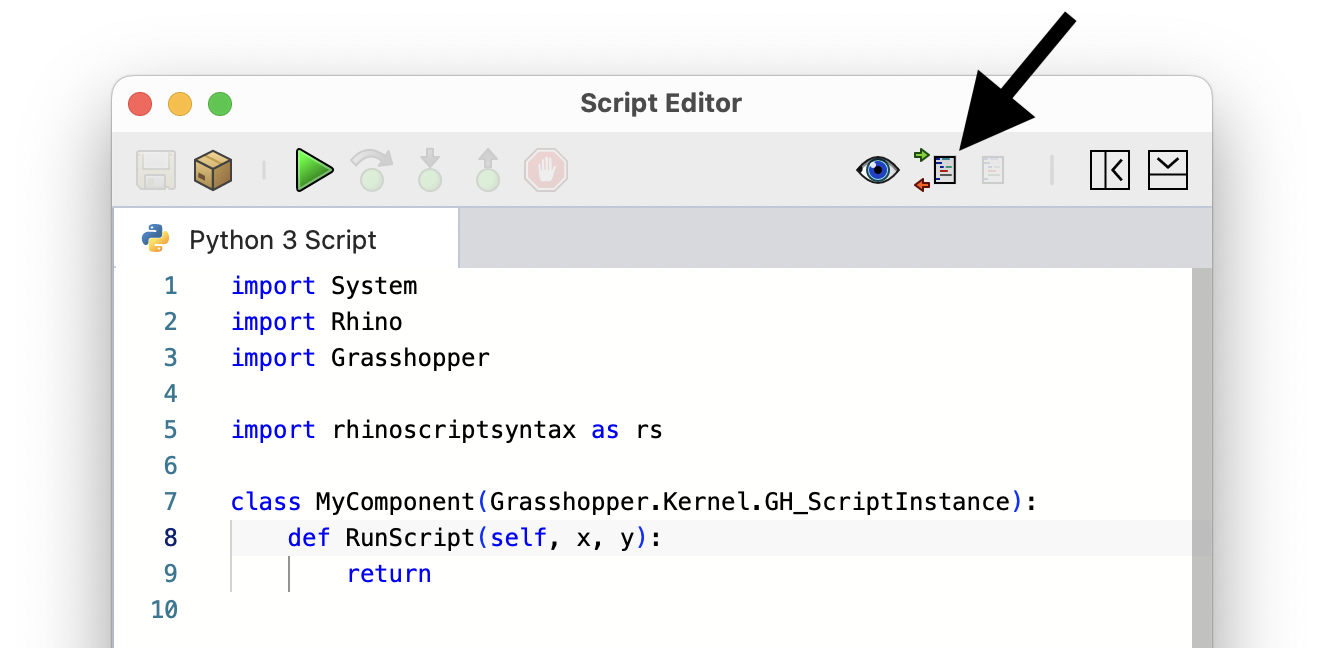 Script Editor
Python 3 Script
1 import System
2 import Rhino
3 import Grasshopper
4
5 import rhinoscriptsyntax as rs
6
7 class MyComponent(Grasshopper.Kernel.GH_ScriptInstance):
8     def RunScript(self, x, y):
9         return
10